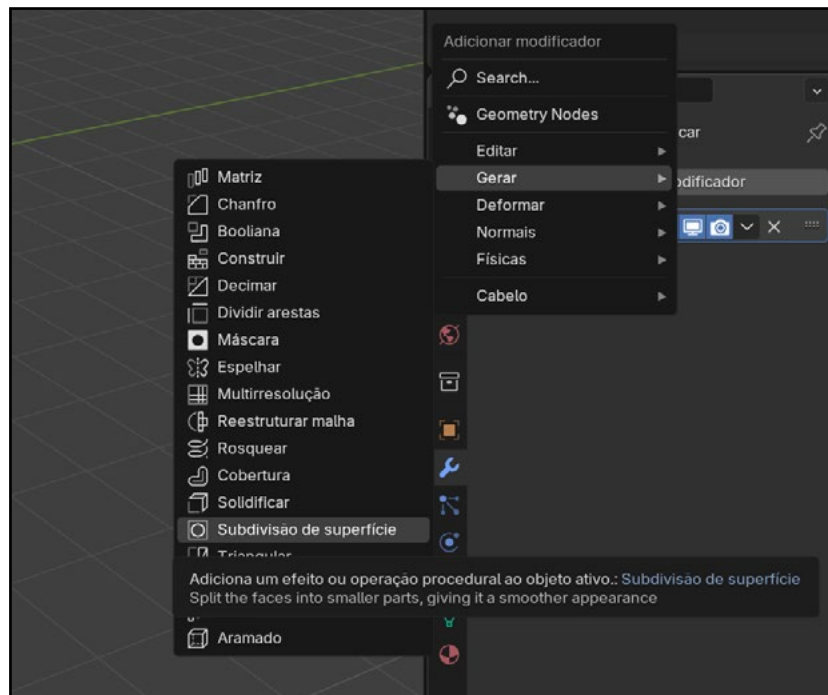 Adicionar modificador
Search...
Geometry Nodes
Editar
Gerar
Deformar
Normais
Físicas
Cabelo
car
odificador
Matriz
Chanfro
Booliana
Construir
Decimar
Dividir arestas
Máscara
Espelhar
Multirresolução
Reestruturar malha
Rosquear
Cobertura
Solidificar
Subdivisão de superfície
Triangular
Adiciona um efeito ou operação procedural ao objeto ativo.: Subdivisão de superfície
Split the faces into smaller parts, giving it a smoother appearance
Aramado